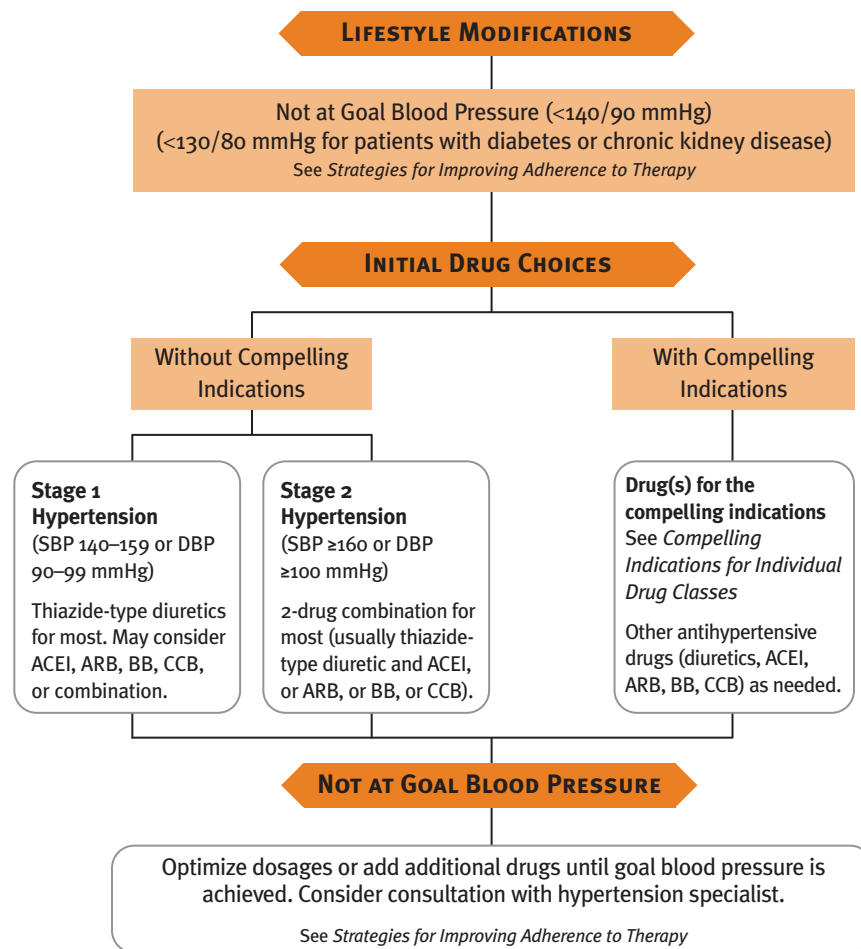 LIFESTYLE MODIFICATIONS
Not at Goal Blood Pressure (<140/90 mmHg)
(<130/80 mmHg for patients with diabetes or chronic kidney disease)
See Strategies for Improving Adherence to Therapy
INITIAL DRUG CHOICES
Without Compelling
Indications
With Compelling
Indications
Stage 1
Hypertension
(SBP 140–159 or DBP
90–99 mmHg)
Thiazide-type diuretics
for most. May consider
ACEI, ARB, BB, CCB,
or combination.
Stage 2
Hypertension
(SBP ≥160 or DBP
≥100 mmHg)
2-drug combination for
most (usually thiazide-
type diuretic and ACEI,
or ARB, or BB, or CCB).
Drug(s) for the
compelling indications
See Compelling
Indications for Individual
Drug Classes
Other antihypertensive
drugs (diuretics, ACEI,
ARB, BB, CCB) as needed.
NOT AT GOAL BLOOD PRESSURE
Optimize dosages or add additional drugs until goal blood pressure is
achieved. Consider consultation with hypertension specialist.
See Strategies for Improving Adherence to Therapy